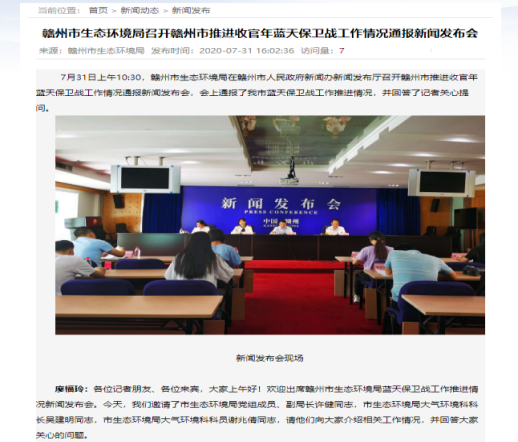 当前位置： 首页 > 新闻动态 > 新闻发布
赣州市生态环境局召开赣州市推进收官年蓝天保卫战工作情况通报新闻发布会
来源：赣州市生态环境局 发布时间：2020-07-31 16:02:36 访问量：7
7月31日上午10:30，赣州市生态环境局在赣州市人民政府新闻办新闻发布厅召开赣州市推进收官年
蓝天保卫战工作情况通报新闻发布会，会上通报了我市蓝天保卫战工作推进情况，并回答了记者关心提
问。
新闻发布会
PRESS CONFERENCE
中国 赣州
新闻发布会现场
廖福玲：各位记者朋友、各位来宾，大家上午好！欢迎出席赣州市生态环境局蓝天保卫战工作推进情
况新闻发布会。今天，我们邀请了市生态环境局党组成员、副局长许健同志，市生态环境局大气环境科科
长吴建明同志，市生态环境局大气环境科科员谢兆倩同志，请他们向大家介绍相关工作情况，并回答大家
关心的问题。